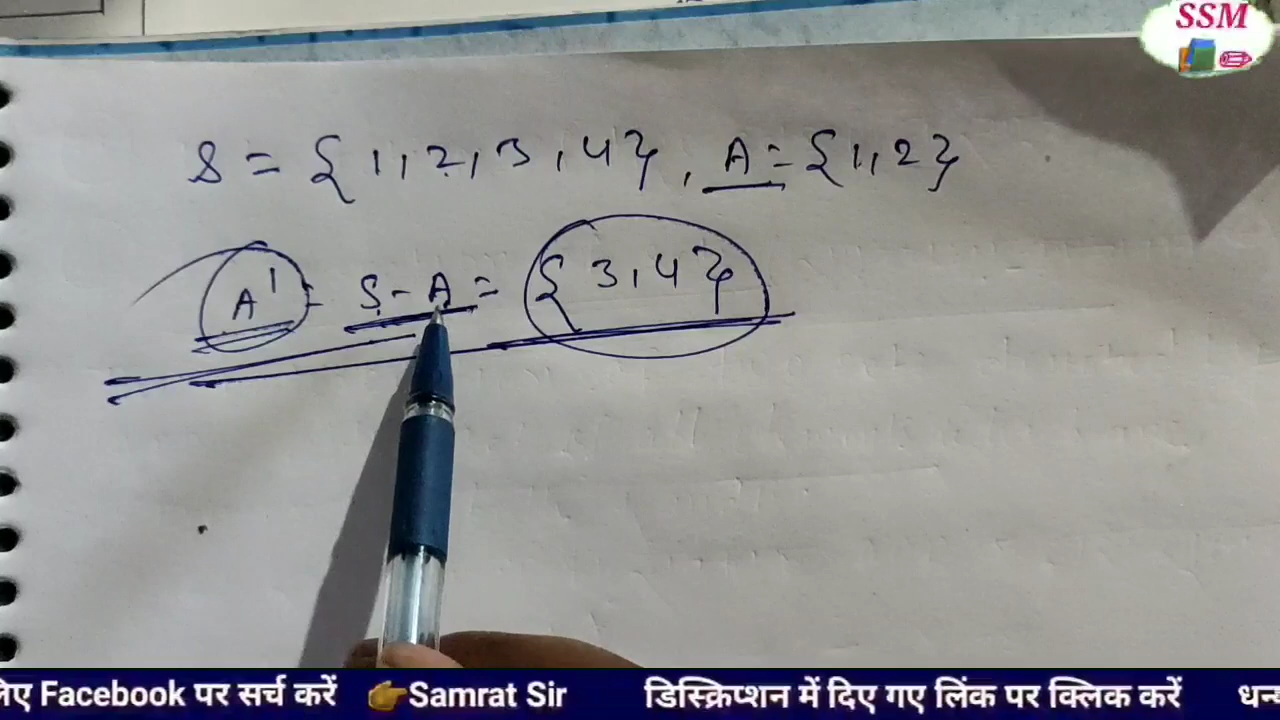 SSM
S = {1, 2, 3, 4}, A = {1, 2}
A' = S - A = {3, 4}
लिए Facebook पर सर्च करें 👉Samrat Sir डिस्क्रिप्शन में दिए गए लिंक पर क्लिक करें